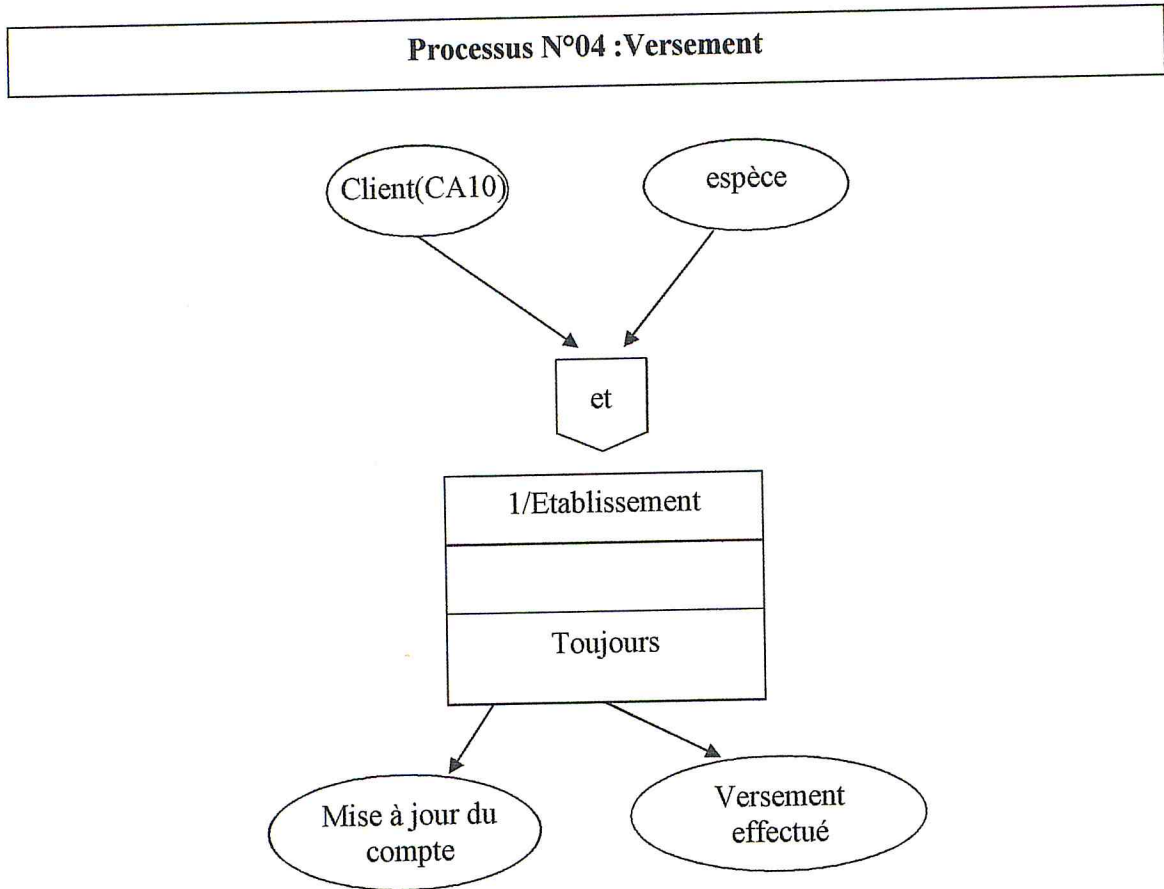 Processus N°04 :Versement
Client(CA10)
espèce
et
1/Etablissement
Toujours
Mise à jour du
compte
Versement
effectué